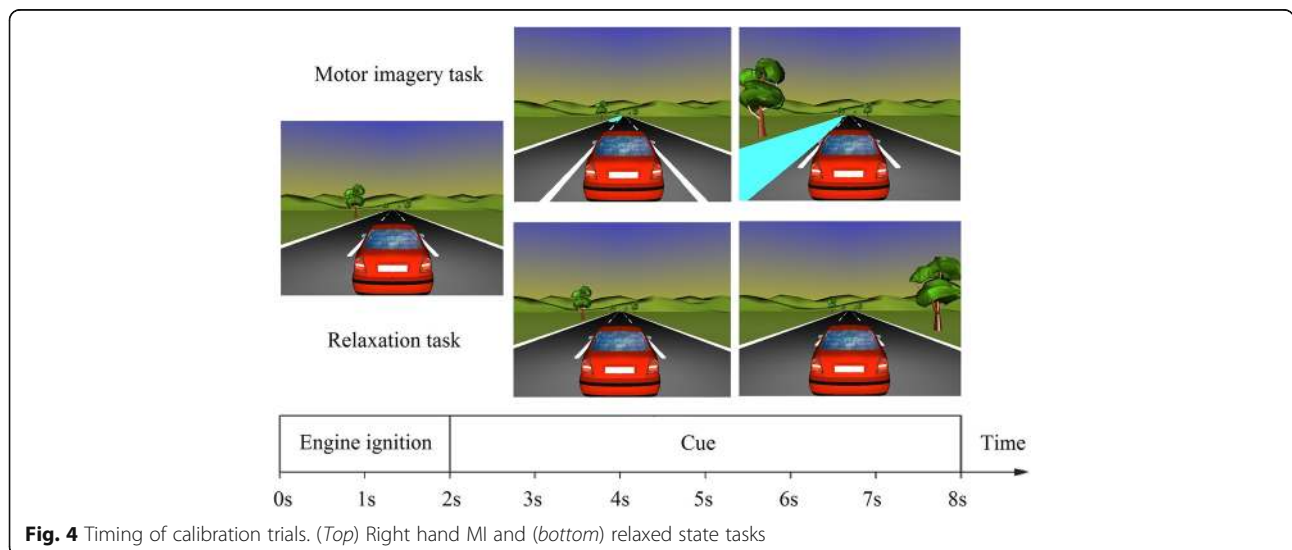 Motor imagery task
Relaxation task
Engine ignition
Cue
Time
0s 1s 2s 3s 4s 5s 6s 7s 8s
Fig. 4 Timing of calibration trials. (Top) Right hand MI and (bottom) relaxed state tasks